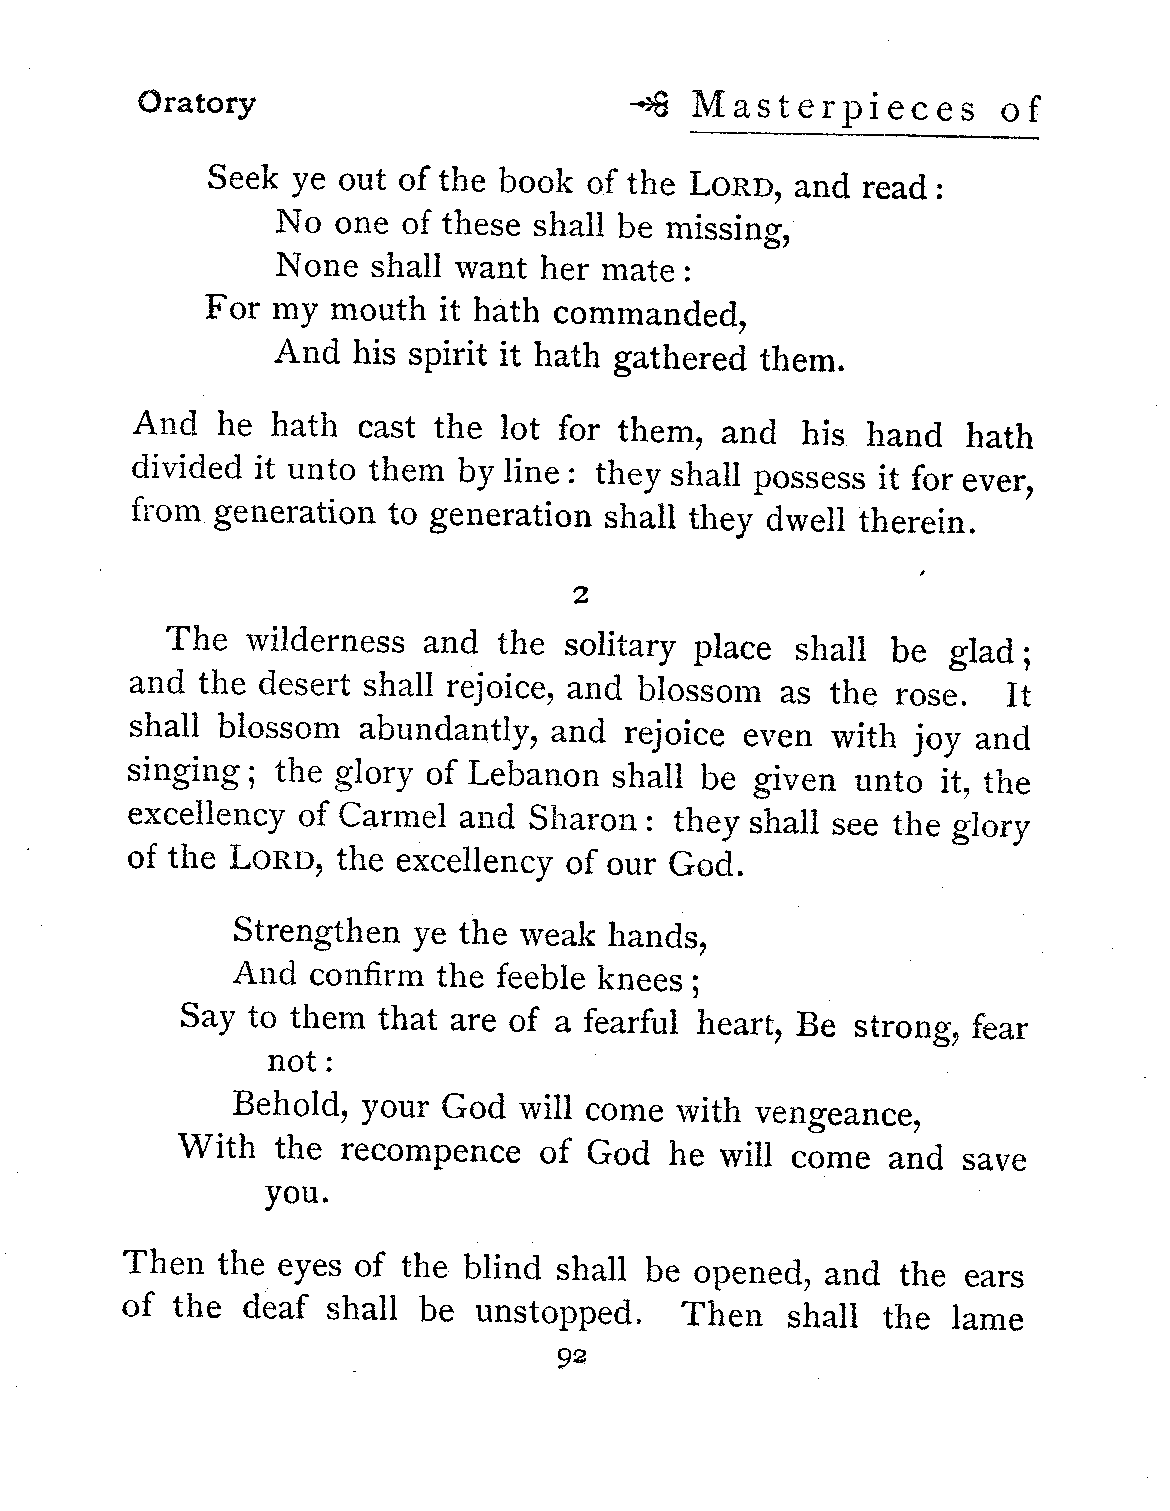 Oratory Masterpieces of
Seek ye out of the book of the LORD, and read :
No one of these shall be missing,
None shall want her mate :
For my mouth it hath commanded,
And his spirit it hath gathered them.
And he hath cast the lot for them, and his hand hath
divided it unto them by line : they shall possess it for ever,
from generation to generation shall they dwell therein.
2
The wilderness and the solitary place shall be glad ;
and the desert shall rejoice, and blossom as the rose. It
shall blossom abundantly, and rejoice even with joy and
singing ; the glory of Lebanon shall be given unto it, the
excellency of Carmel and Sharon : they shall see the glory
of the LORD, the excellency of our God.
Strengthen ye the weak hands,
And confirm the feeble knees ;
Say to them that are of a fearful heart, Be strong, fear
not :
Behold, your God will come with vengeance,
With the recompence of God he will come and save
you.
Then the eyes of the blind shall be opened, and the ears
of the deaf shall be unstopped. Then shall the lame
92